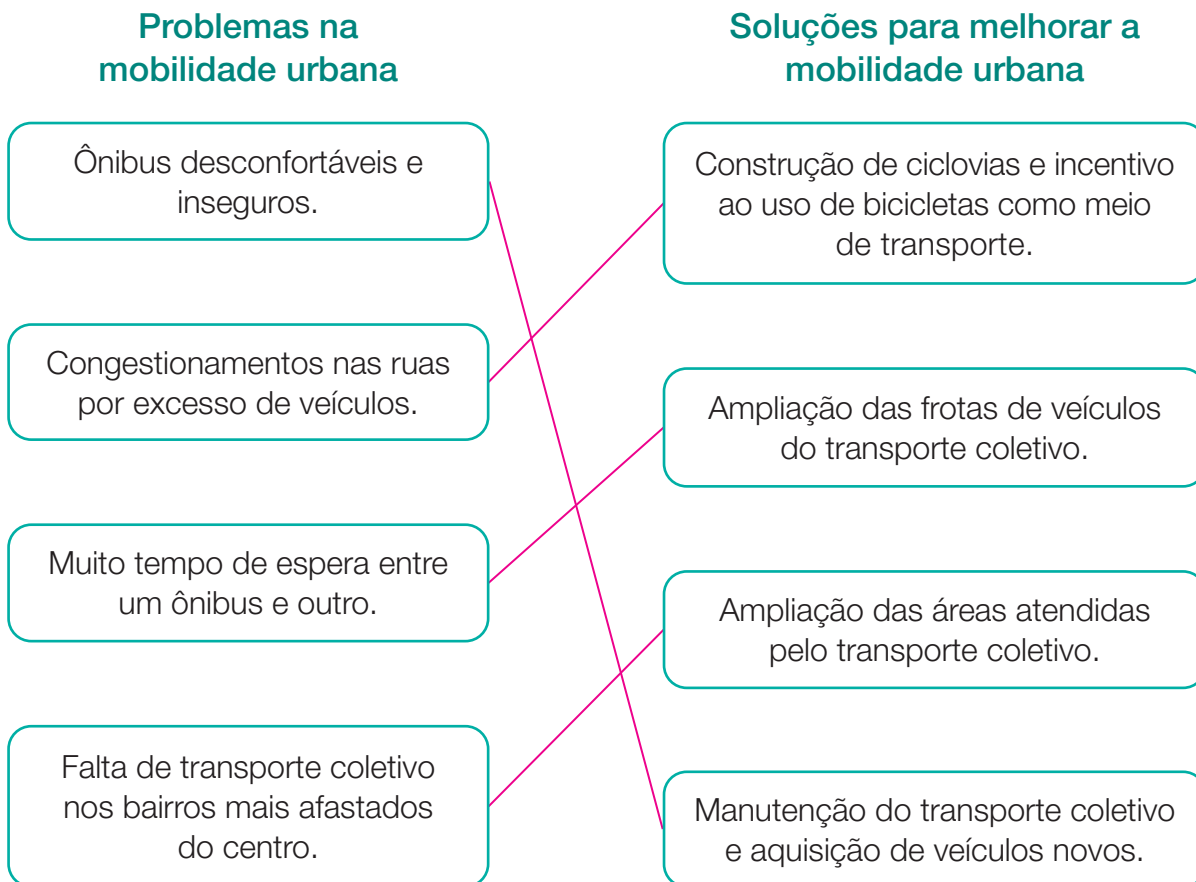 Problemas na
mobilidade urbana
Ônibus desconfortáveis e
inseguros.
Congestionamentos nas ruas
por excesso de veículos.
Muito tempo de espera entre
um ônibus e outro.
Falta de transporte coletivo
nos bairros mais afastados
do centro.
Soluções para melhorar a
mobilidade urbana
Construção de ciclovias e incentivo
ao uso de bicicletas como meio
de transporte.
Ampliação das frotas de veículos
do transporte coletivo.
Ampliação das áreas atendidas
pelo transporte coletivo.
Manutenção do transporte coletivo
e aquisição de veículos novos.